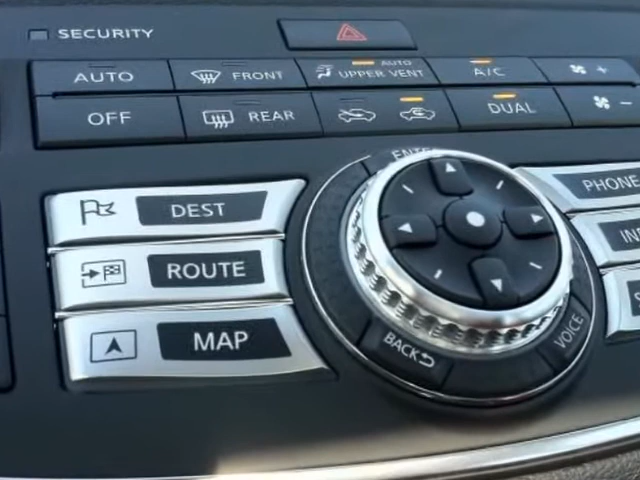 SECURITY
AUTO
FRONT
AUTO
UPPER VENT
A/C
+
OFF
REAR
DUAL
-
DEST
PHONE
ROUTE
MAP
BACK
VOICE